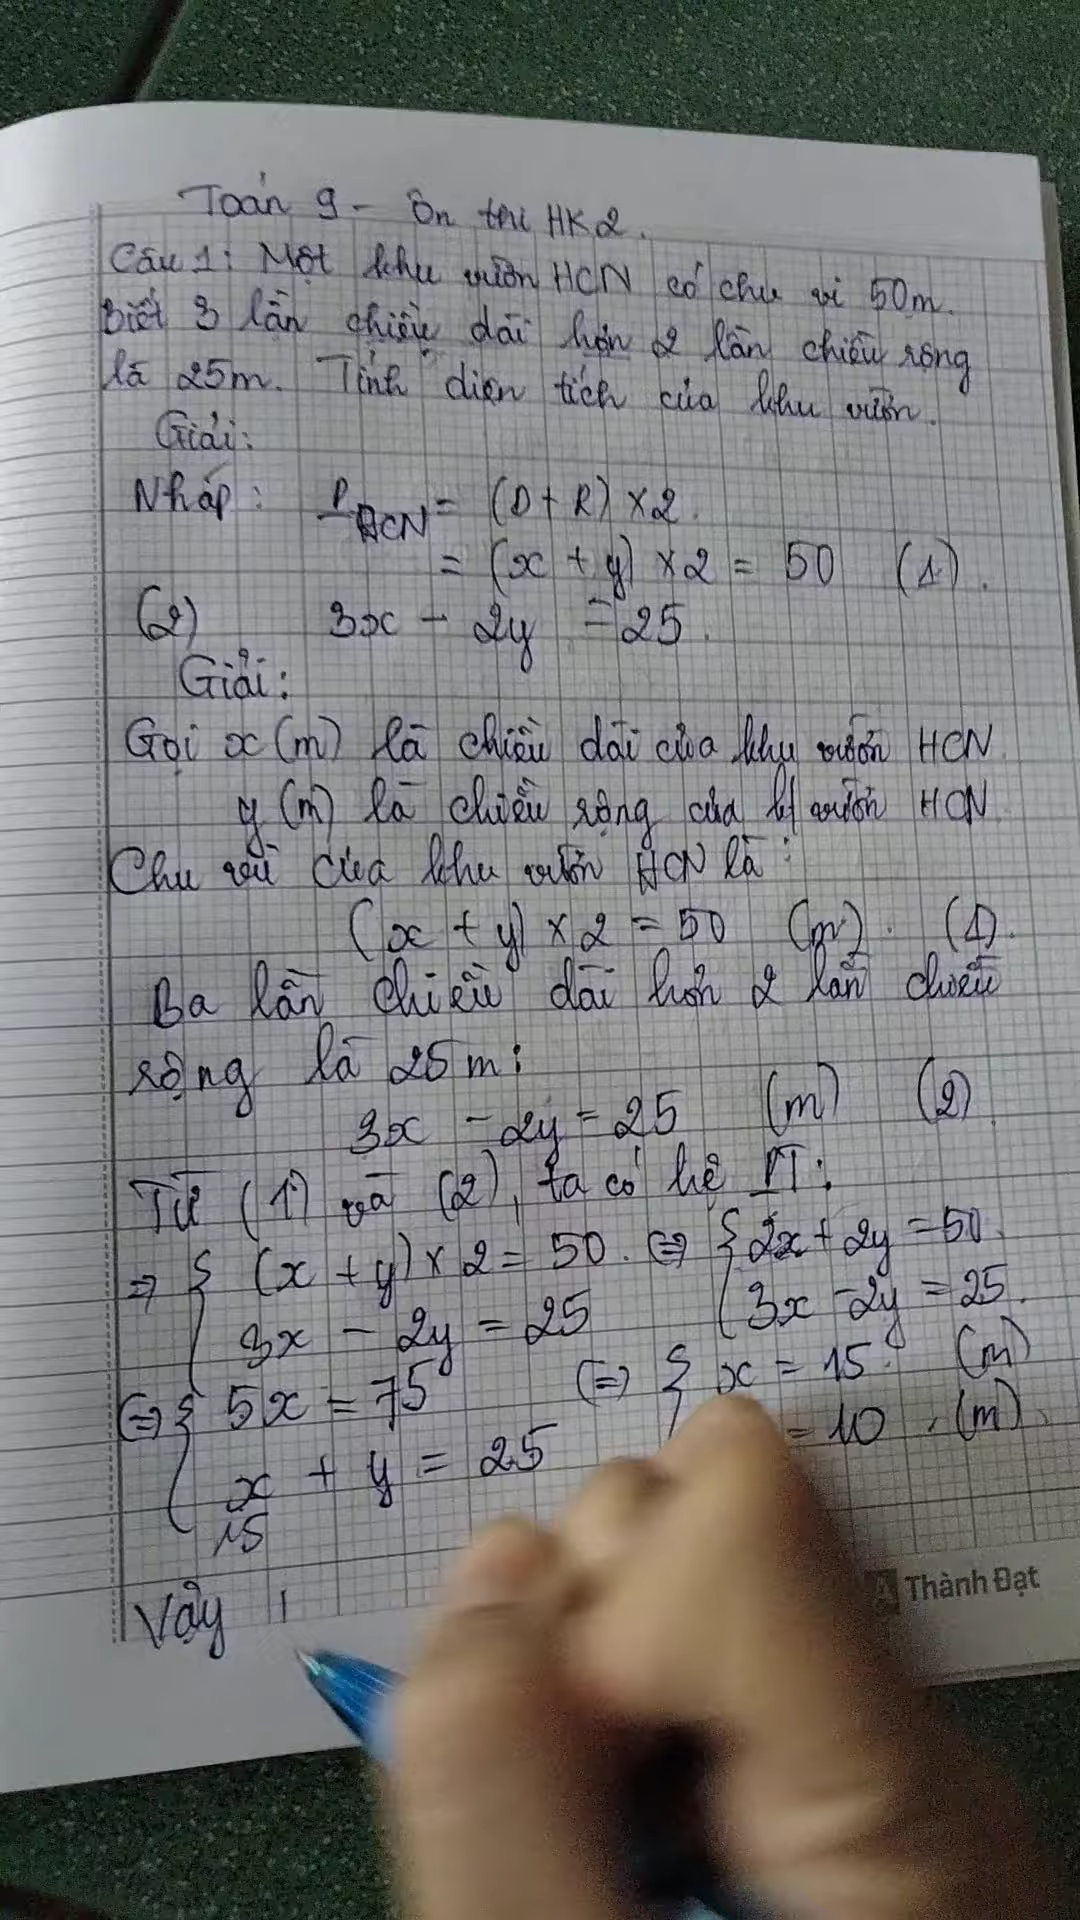 Toán 9 - Ôn thi HK2.
Câu 1: Một khu vườn HCN có chu vi 50m.
Biết 3 lần chiều dài hơn 2 lần chiều rộng
là 25m. Tính diện tích của khu vườn.
Giải:
Nháp: P HCN = (D + R) × 2.
= (x + y) × 2 = 50 (1).
(2) 3x - 2y = 25.
Giải:
Gọi x (m) là chiều dài của khu vườn HCN.
y (m) là chiều rộng của vườn HCN
Chu vi của khu vườn HCN là:
(x + y) × 2 = 50 (m). (1).
Ba lần chiều dài hơn 2 lần chiều
rộng là 25m:
3x - 2y = 25 (m) (2)
Từ (1) và (2), ta có hệ PT:
=> { (x + y) × 2 = 50. <=> { 2x + 2y = 50.
3x - 2y = 25 3x - 2y = 25.
<=> { 5x = 75 <=> { x = 15. (m)
x + y = 25 = 10. (m).
15
Vậy
Thành Đạt